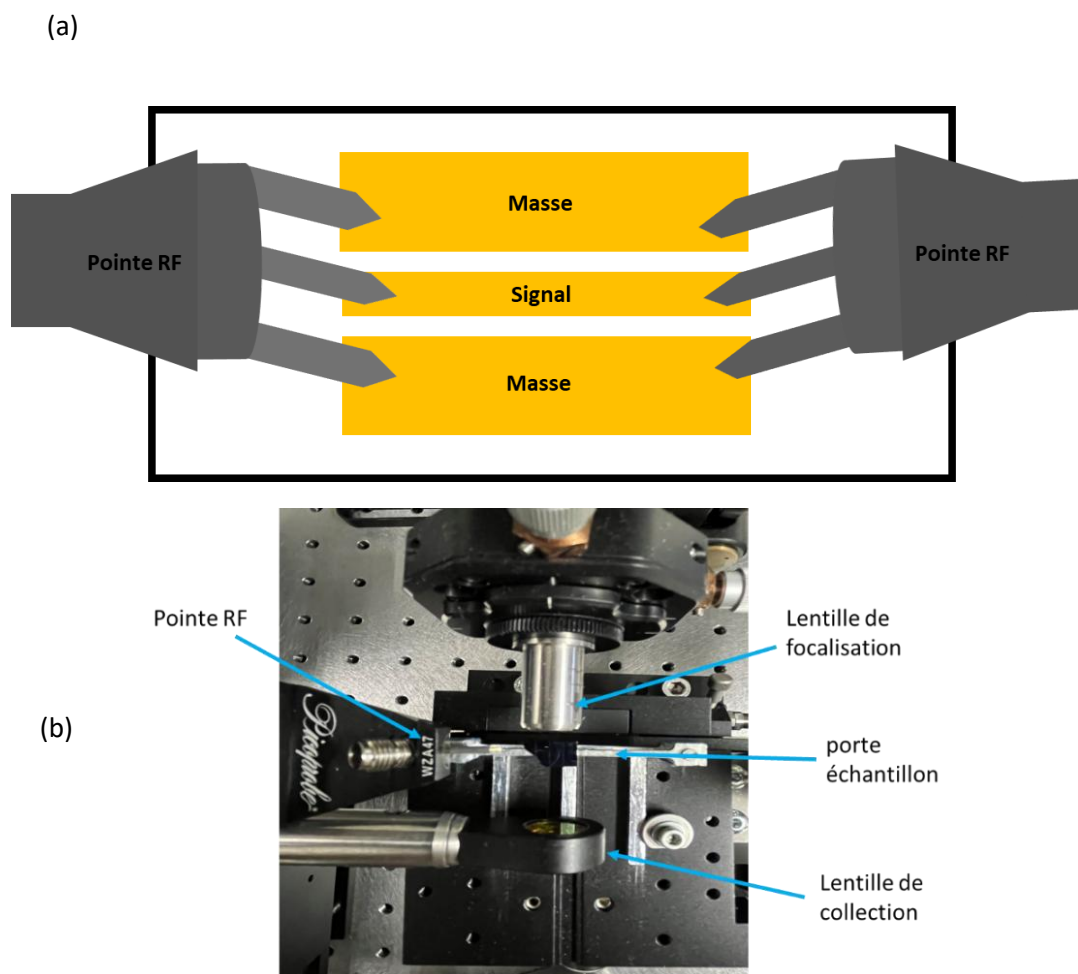 (a)
Masse
Pointe RF
Signal
Pointe RF
Masse
Pointe RF
Lentille de
focalisation
(b)
WZA47
porte
échantillon
Lentille de
collection